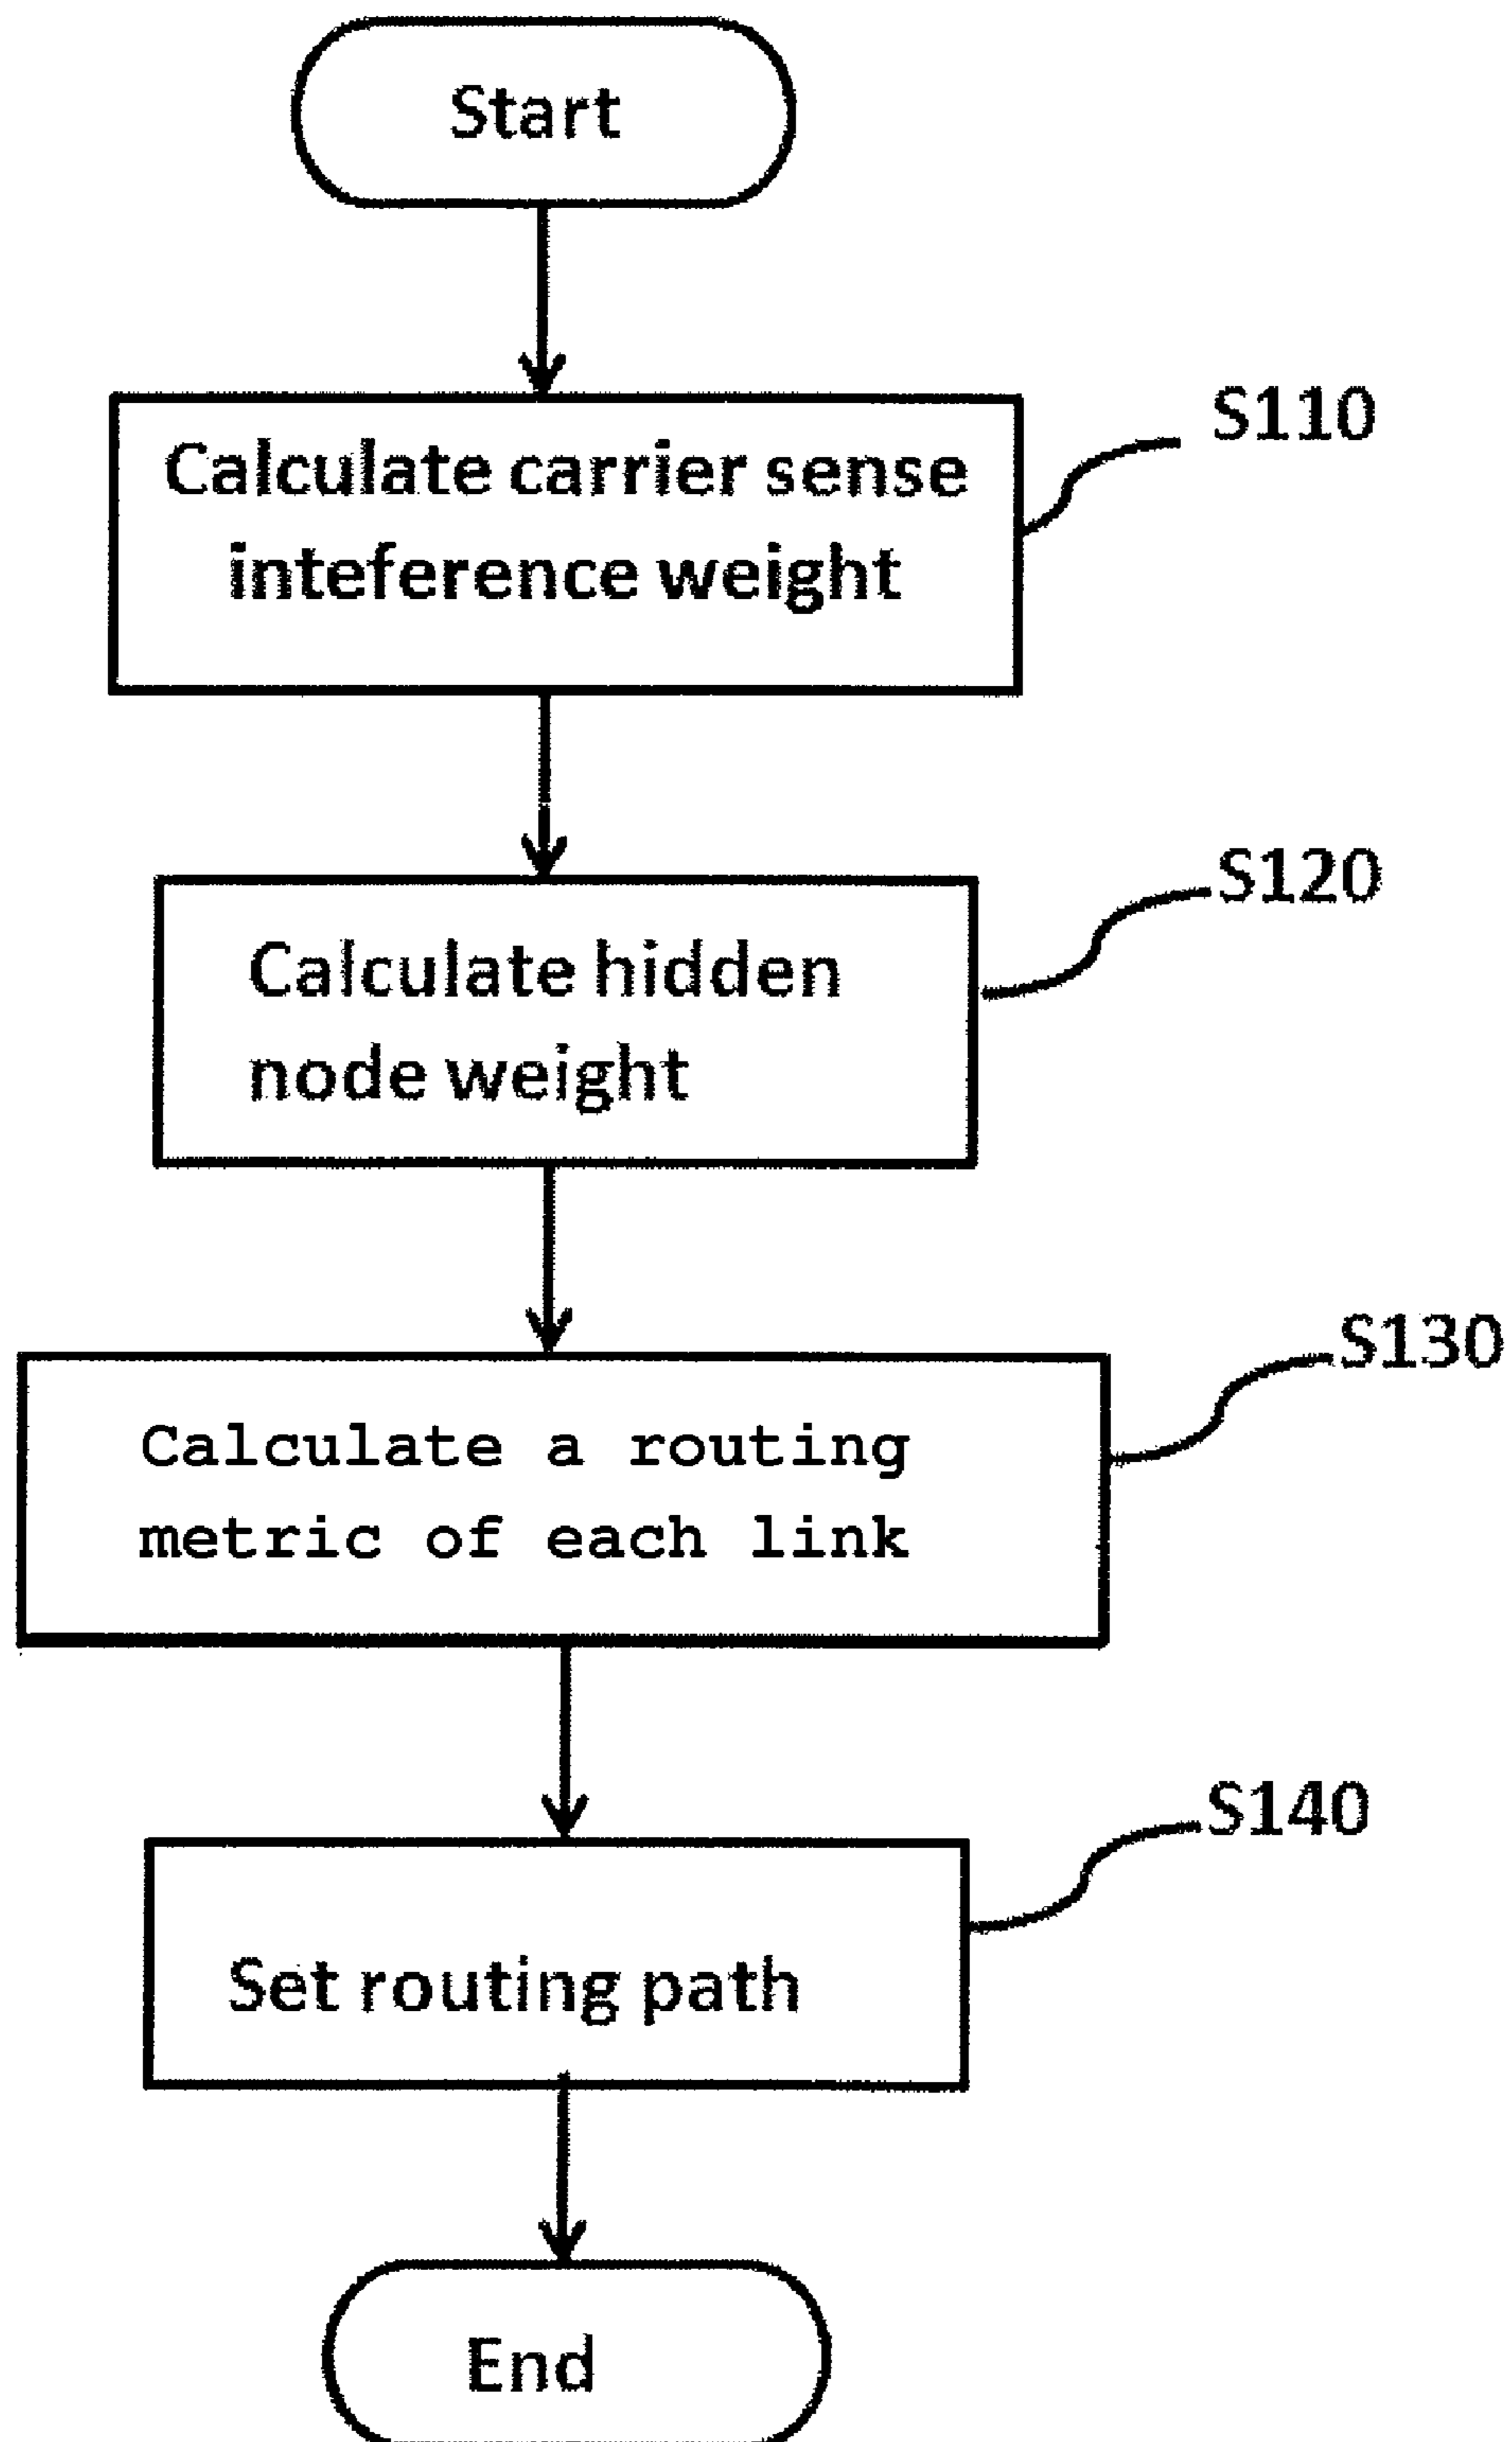 Start
S110
Calculate carrier sense
inteference weight
S120
Calculate hidden
node weight
S130
Calculate a routing
metric of each link
S140
Set routing path
End